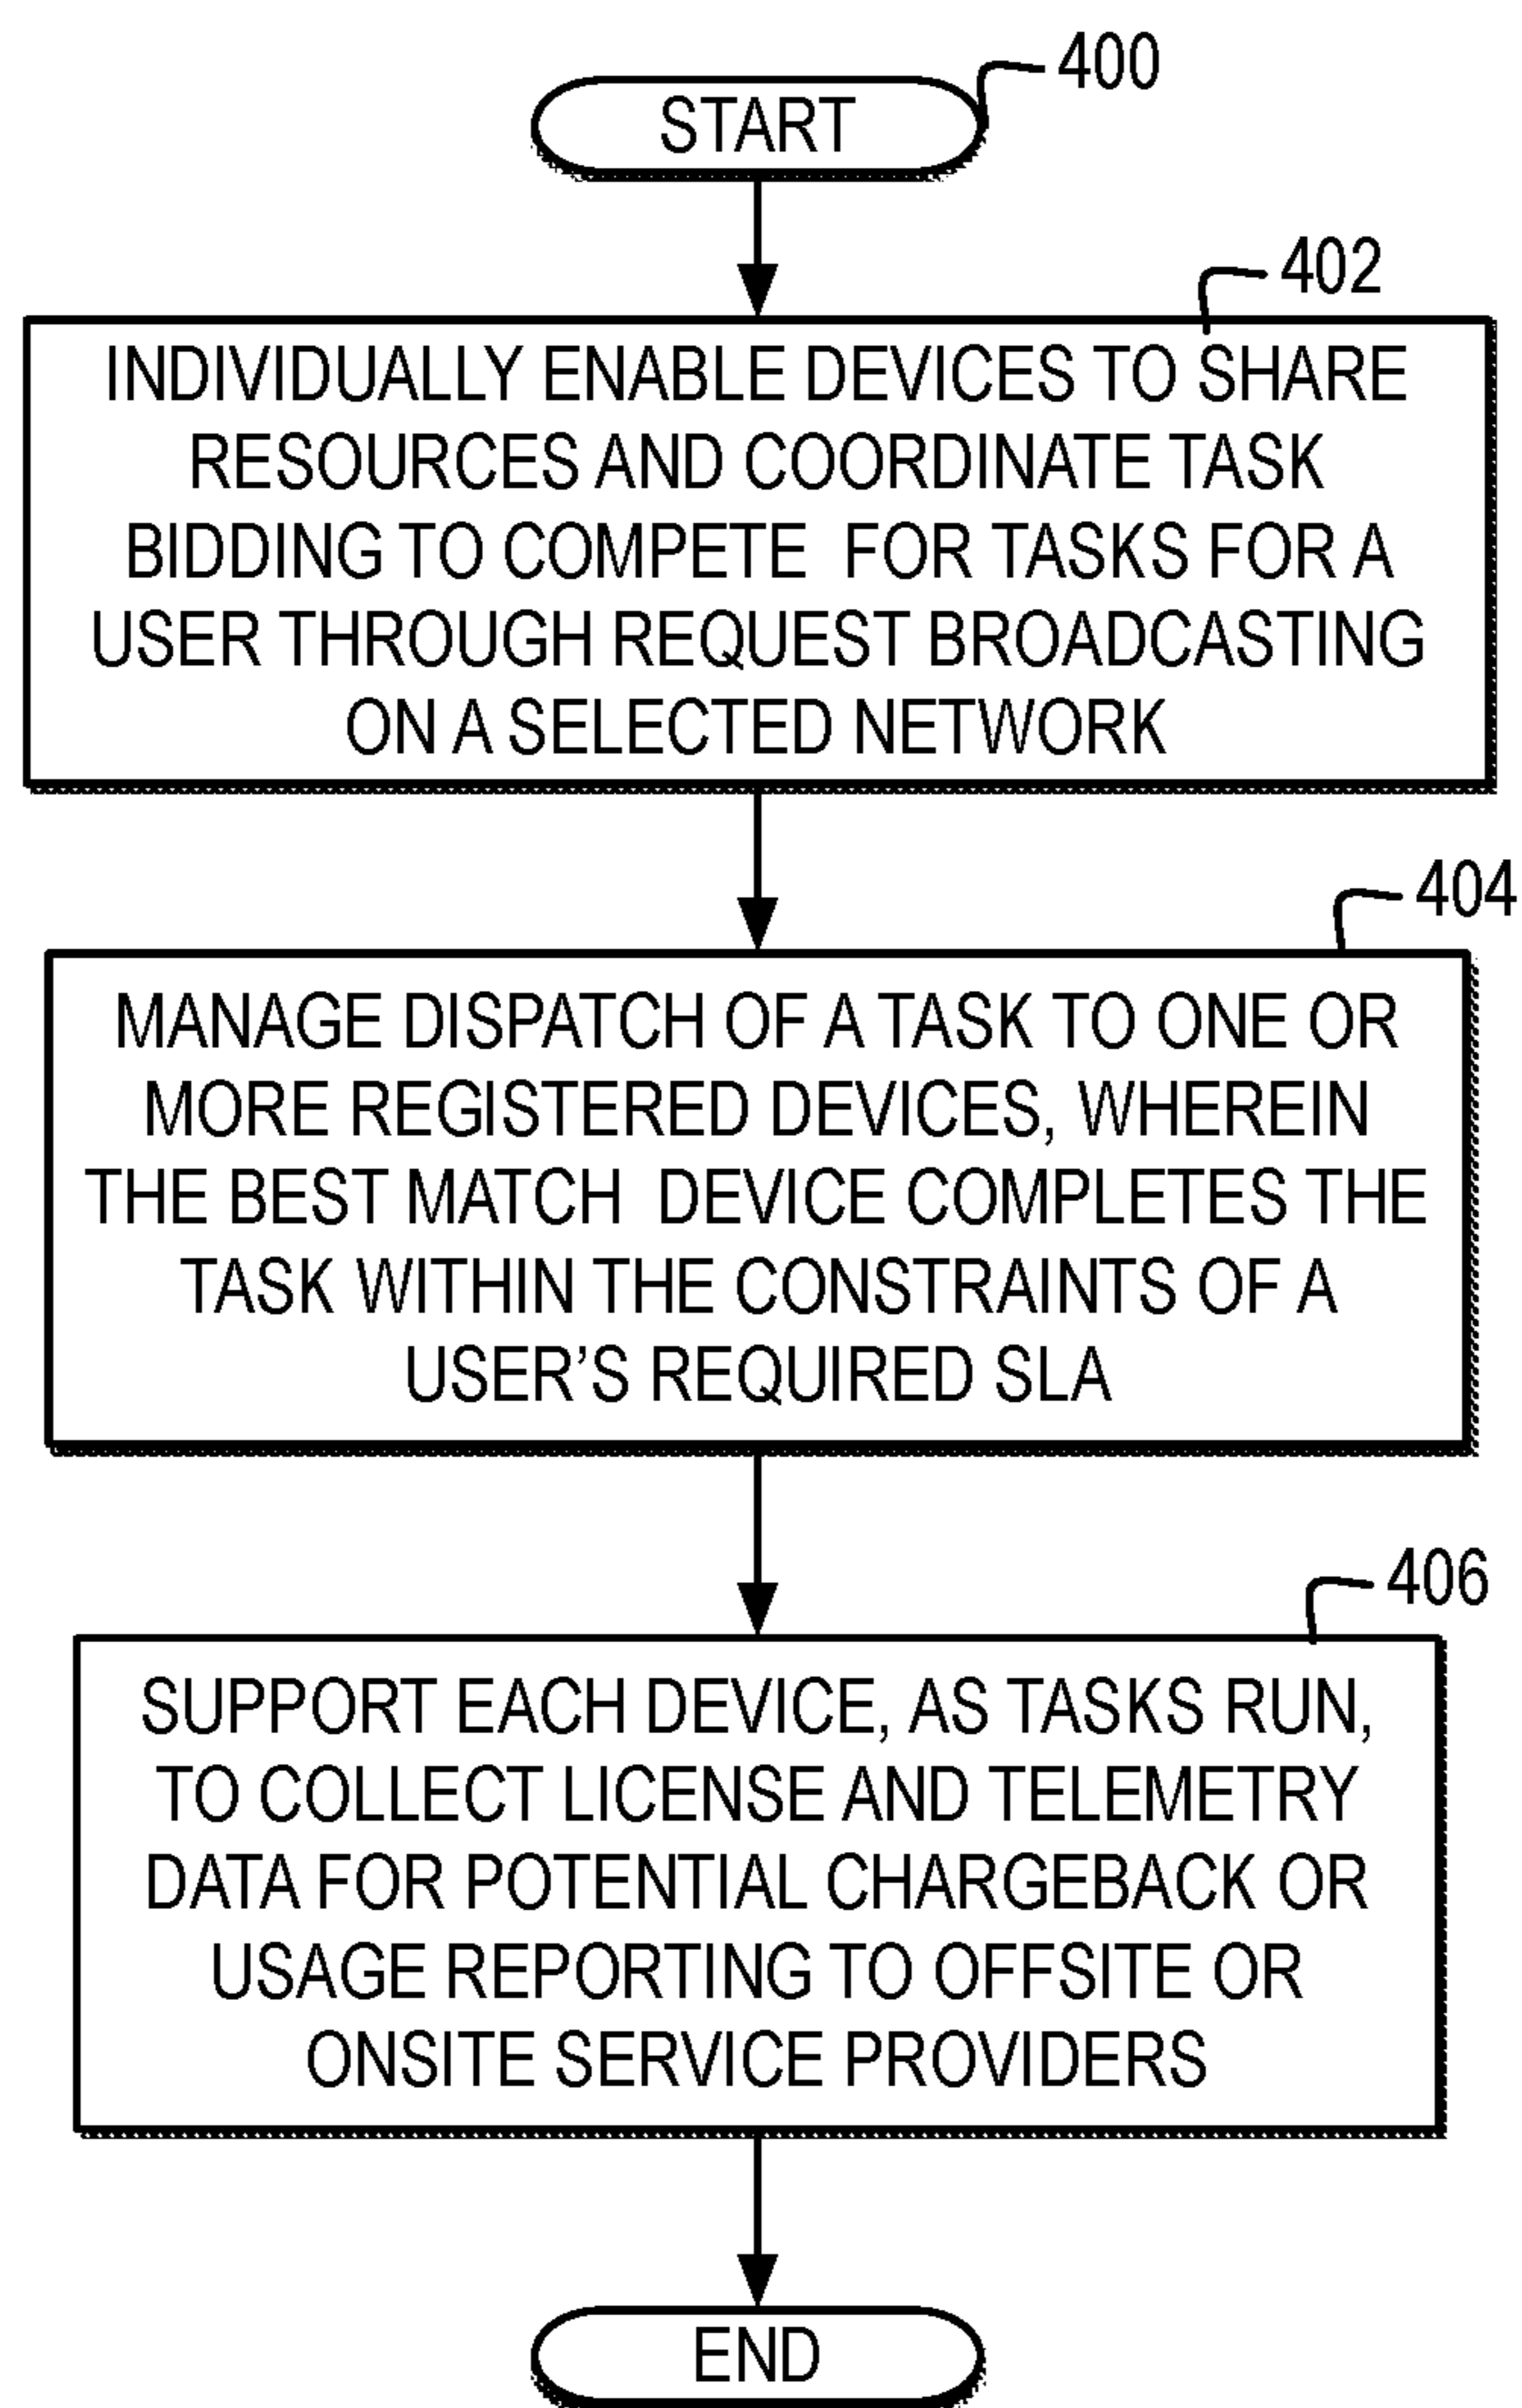 400
START
402
INDIVIDUALLY ENABLE DEVICES TO SHARE
RESOURCES AND COORDINATE TASK
BIDDING TO COMPETE FOR TASKS FOR A
USER THROUGH REQUEST BROADCASTING
ON A SELECTED NETWORK
404
MANAGE DISPATCH OF A TASK TO ONE OR
MORE REGISTERED DEVICES, WHEREIN
THE BEST MATCH DEVICE COMPLETES THE
TASK WITHIN THE CONSTRAINTS OF A
USER’S REQUIRED SLA
406
SUPPORT EACH DEVICE, AS TASKS RUN,
TO COLLECT LICENSE AND TELEMETRY
DATA FOR POTENTIAL CHARGEBACK OR
USAGE REPORTING TO OFFSITE OR
ONSITE SERVICE PROVIDERS
END